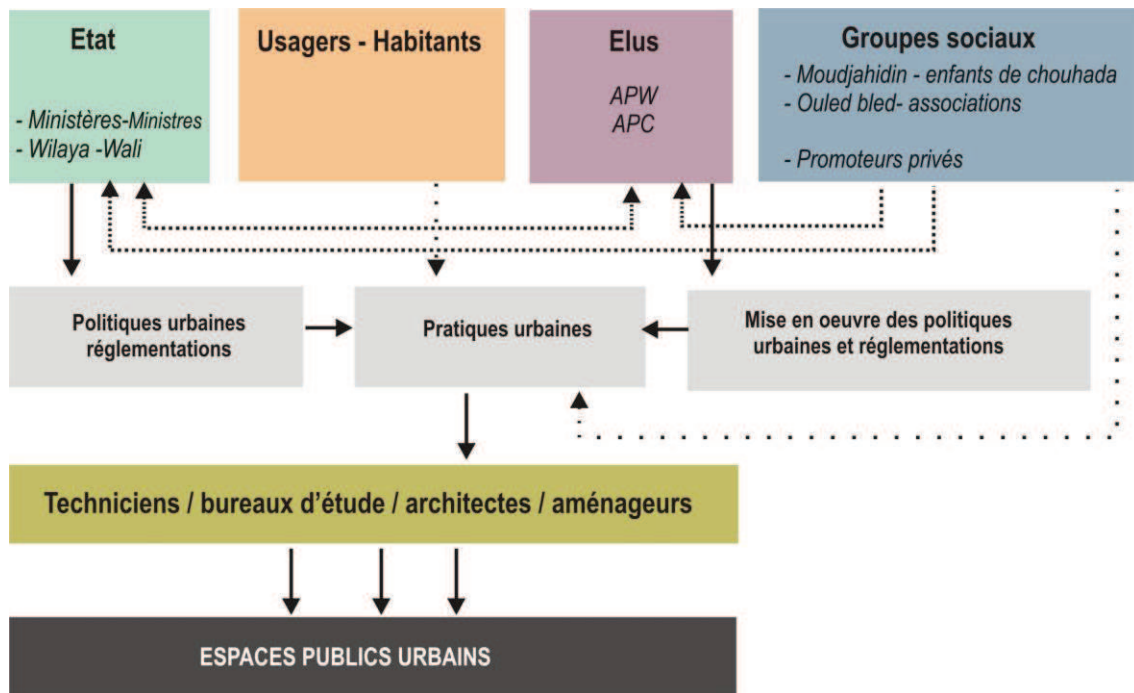 Etat
- Ministères-Ministres
- Wilaya -Wali
Usagers - Habitants
Elus
APW
APC
Groupes sociaux
- Moudjahidin - enfants de chouhada
- Ouled bled- associations
- Promoteurs privés
Politiques urbaines
réglementations
Pratiques urbaines
Mise en oeuvre des politiques
urbaines et réglementations
Techniciens / bureaux d'étude / architectes / aménageurs
ESPACES PUBLICS URBAINS